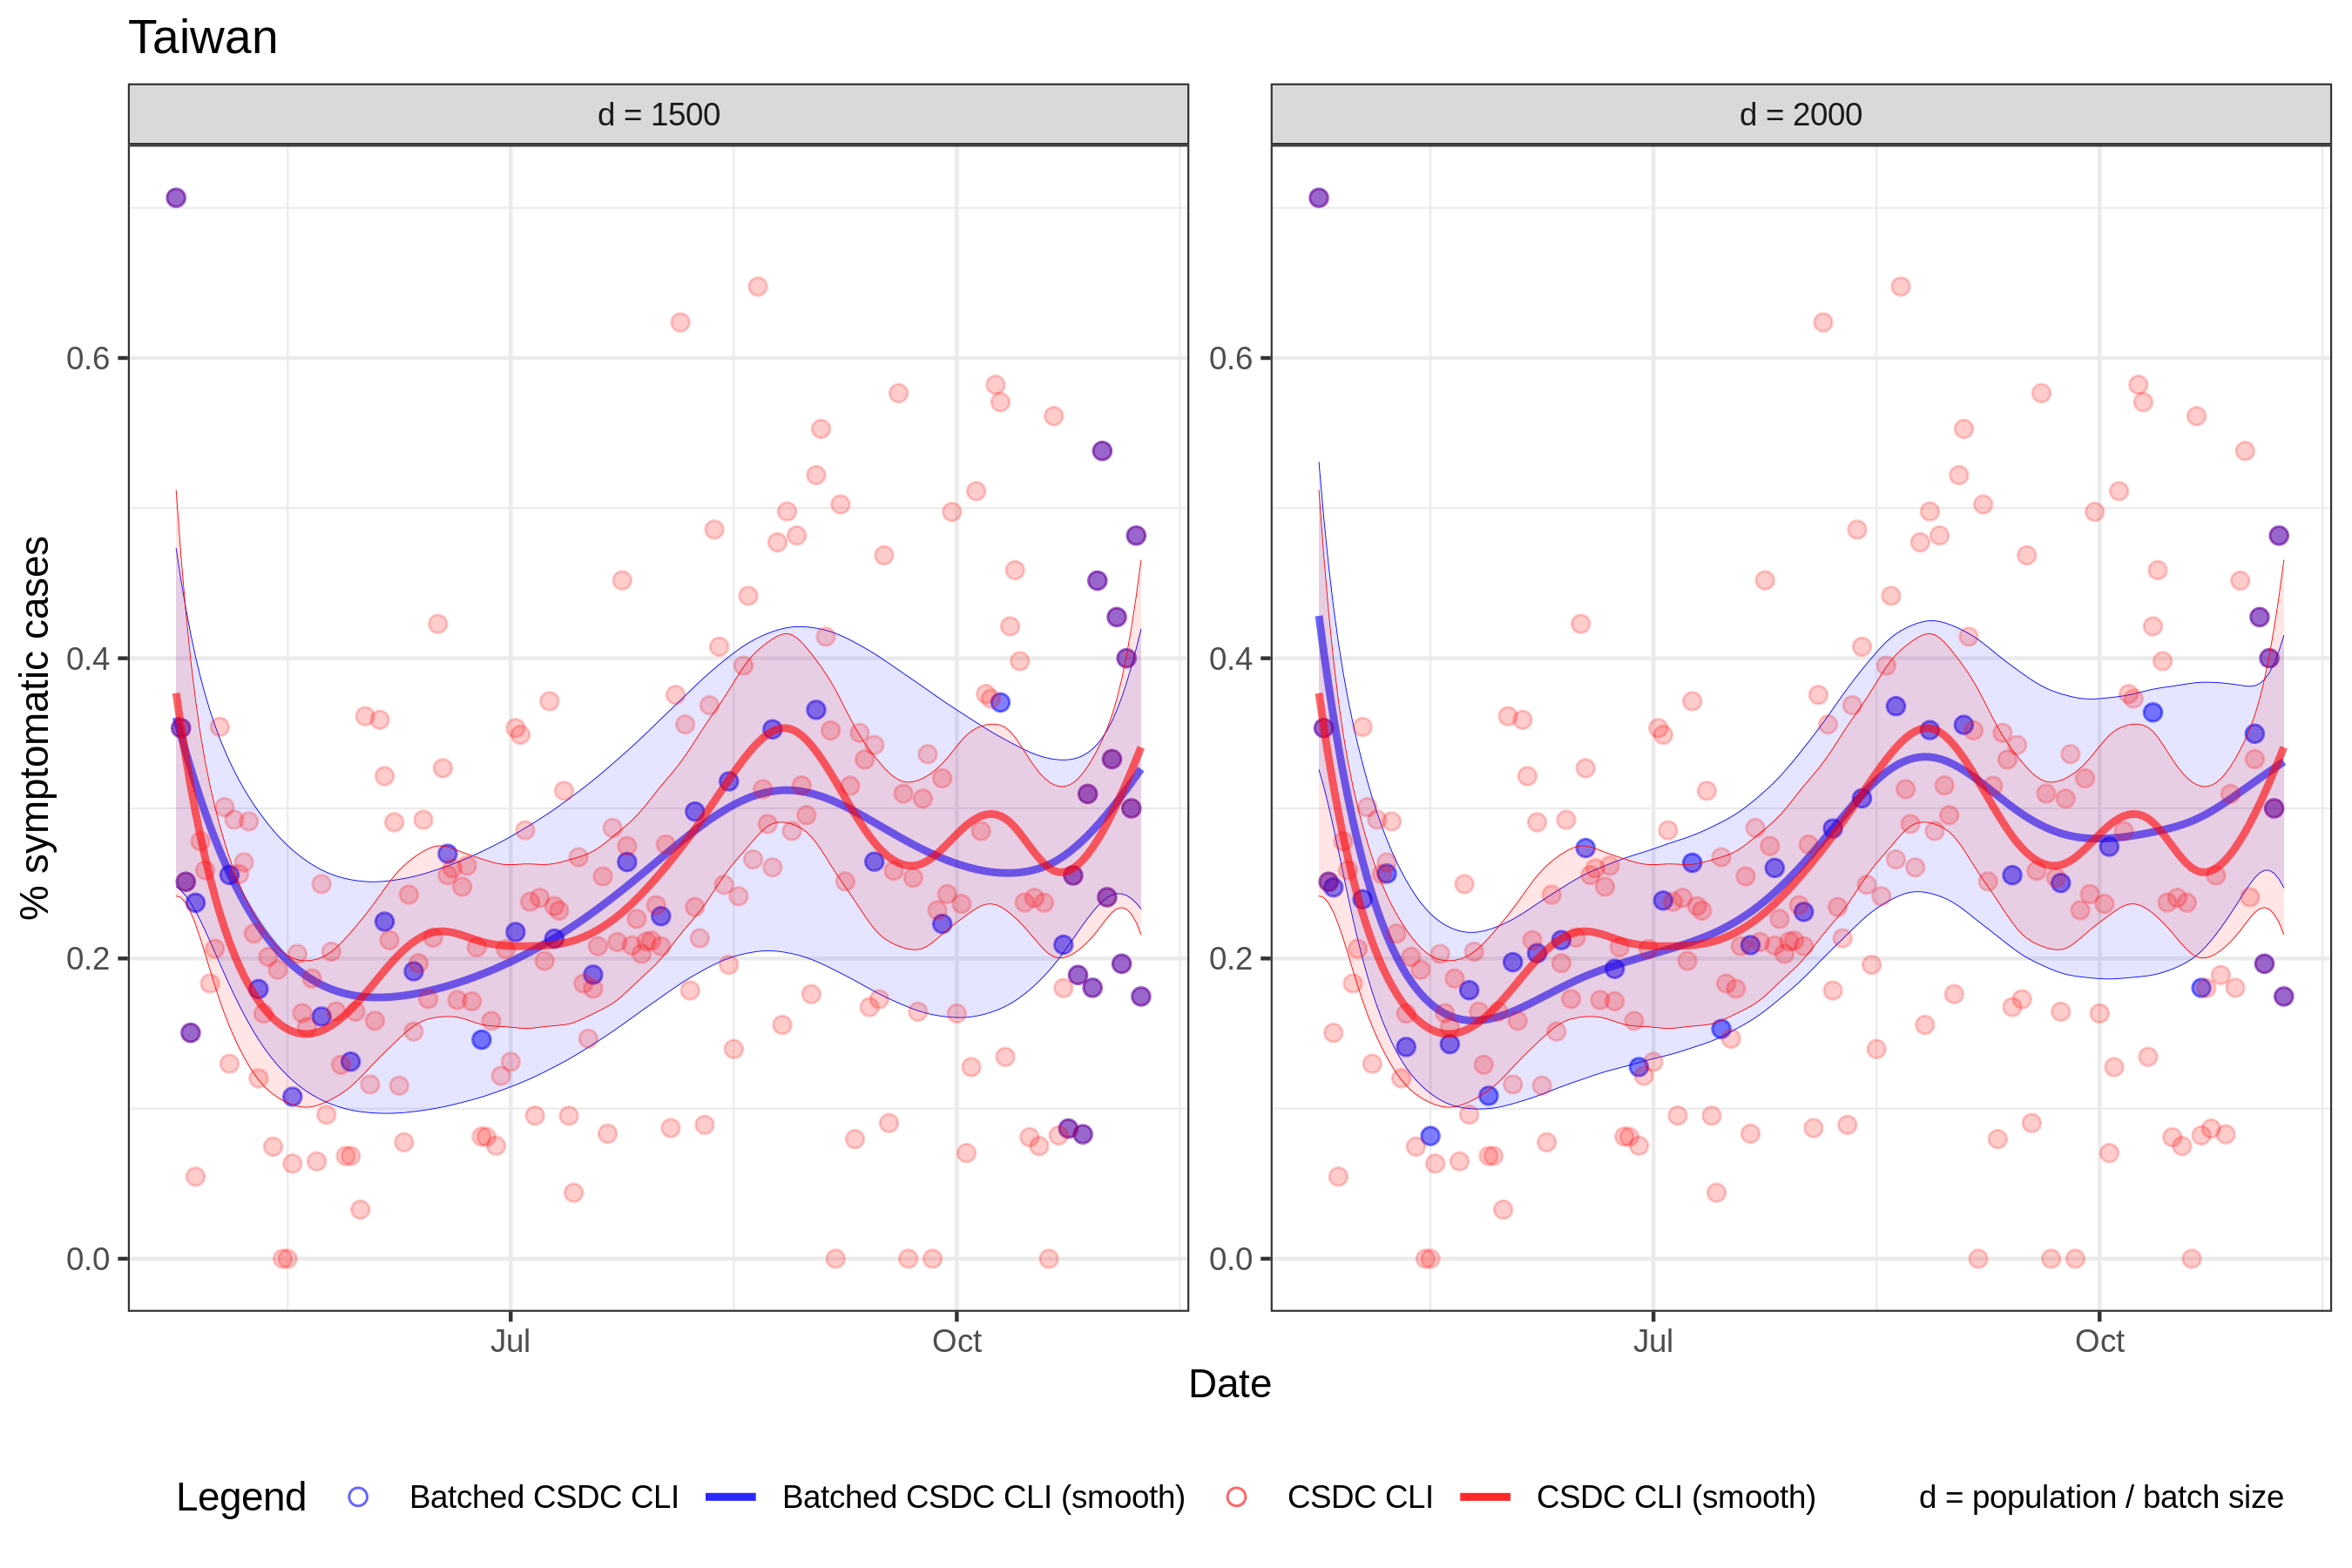 Taiwan
d = 1500
d = 2000
% symptomatic cases
0.6
0.4
0.2
0.0
0.6
0.4
0.2
0.0
Jul
Oct
Jul
Oct
Date
Legend
Batched CSDC CLI
Batched CSDC CLI (smooth)
CSDC CLI
CSDC CLI (smooth)
d = population / batch size